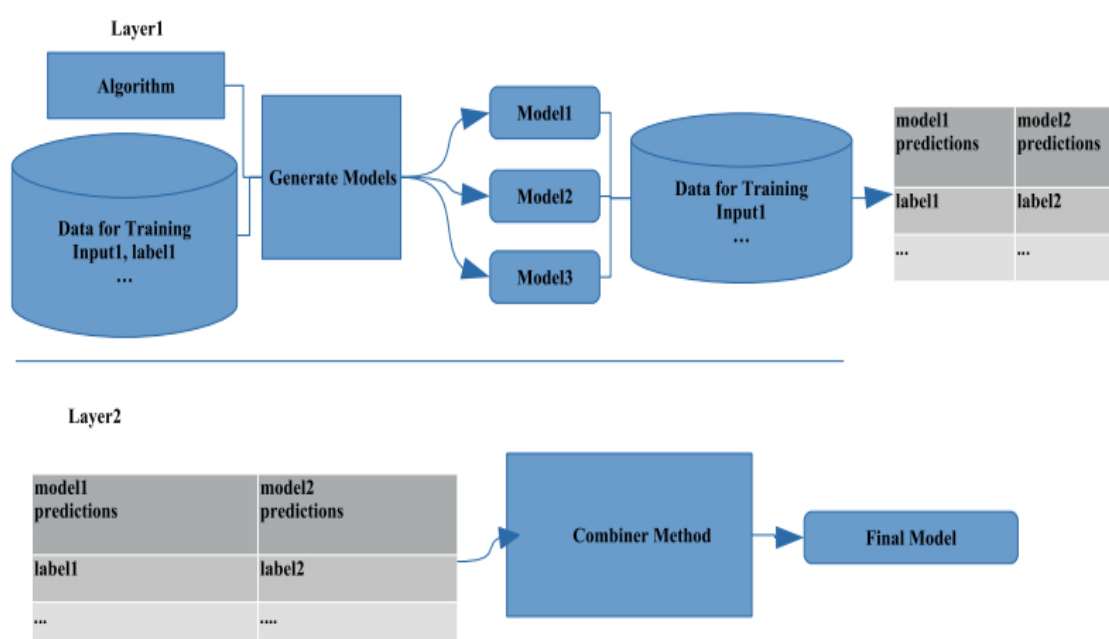 Layer1
Algorithm
Data for Training
Input1, label1
...
Generate Models
Model1
Model2
Model3
Data for Training
Input1
...
model1
predictions
model2
predictions
label1
label2
...
...
Layer2
model1
predictions
model2
predictions
label1
label2
...
....
Combiner Method
Final Model